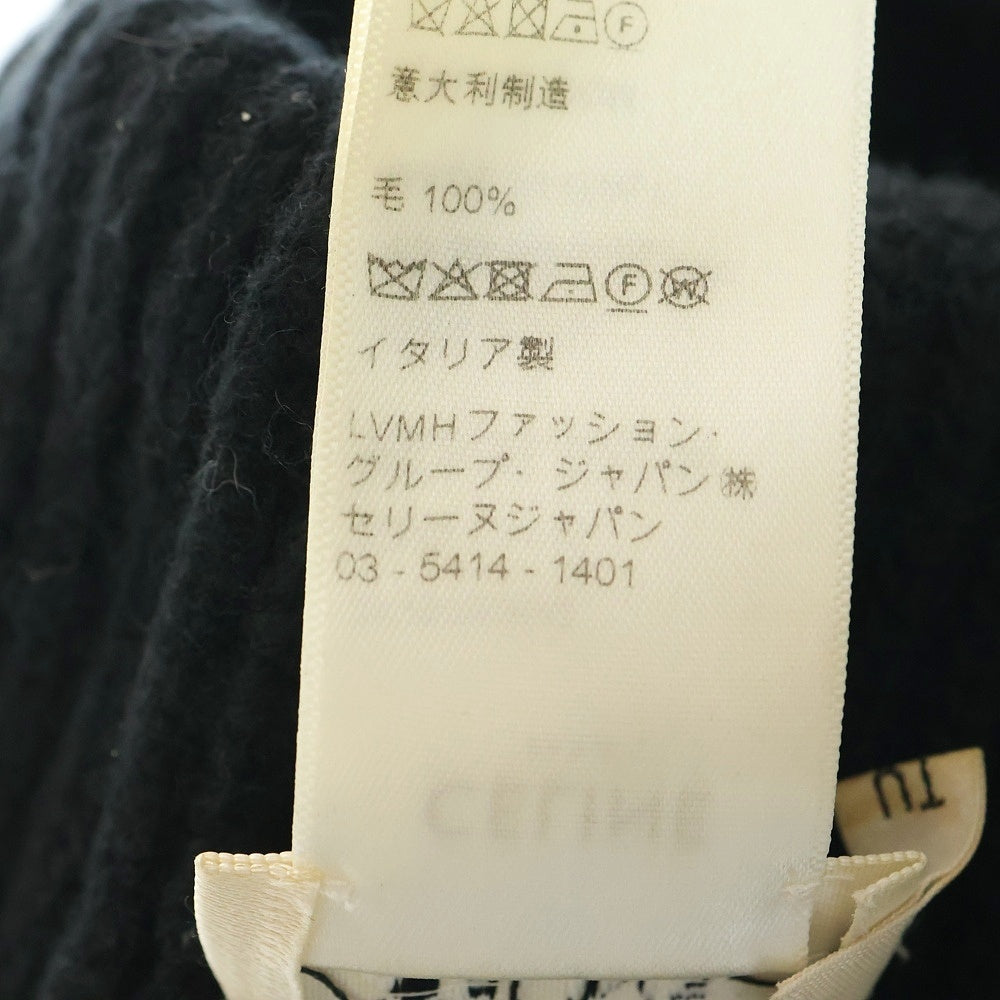 F
意大利制造
毛 100%
F W
イタリア製
LVMHファッション·
グループ· ジャパン㈱
セリーヌジャパン
03 - 5414 - 1401
CELINE
TU